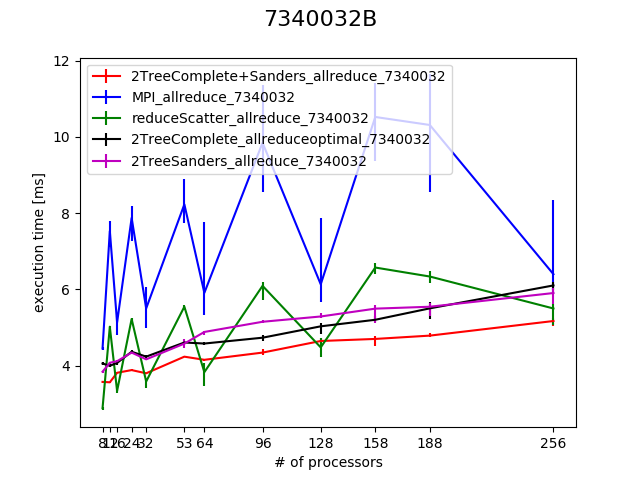 7340032B
12
10
8
6
4
execution time [ms]
2TreeComplete+Sanders_allreduce_7340032
MPI_allreduce_7340032
reduceScatter_allreduce_7340032
2TreeComplete_allreduceoptimal_7340032
2TreeSanders_allreduce_7340032
8 12 16 24 32 53 64 96 128 158 188 256
# of processors